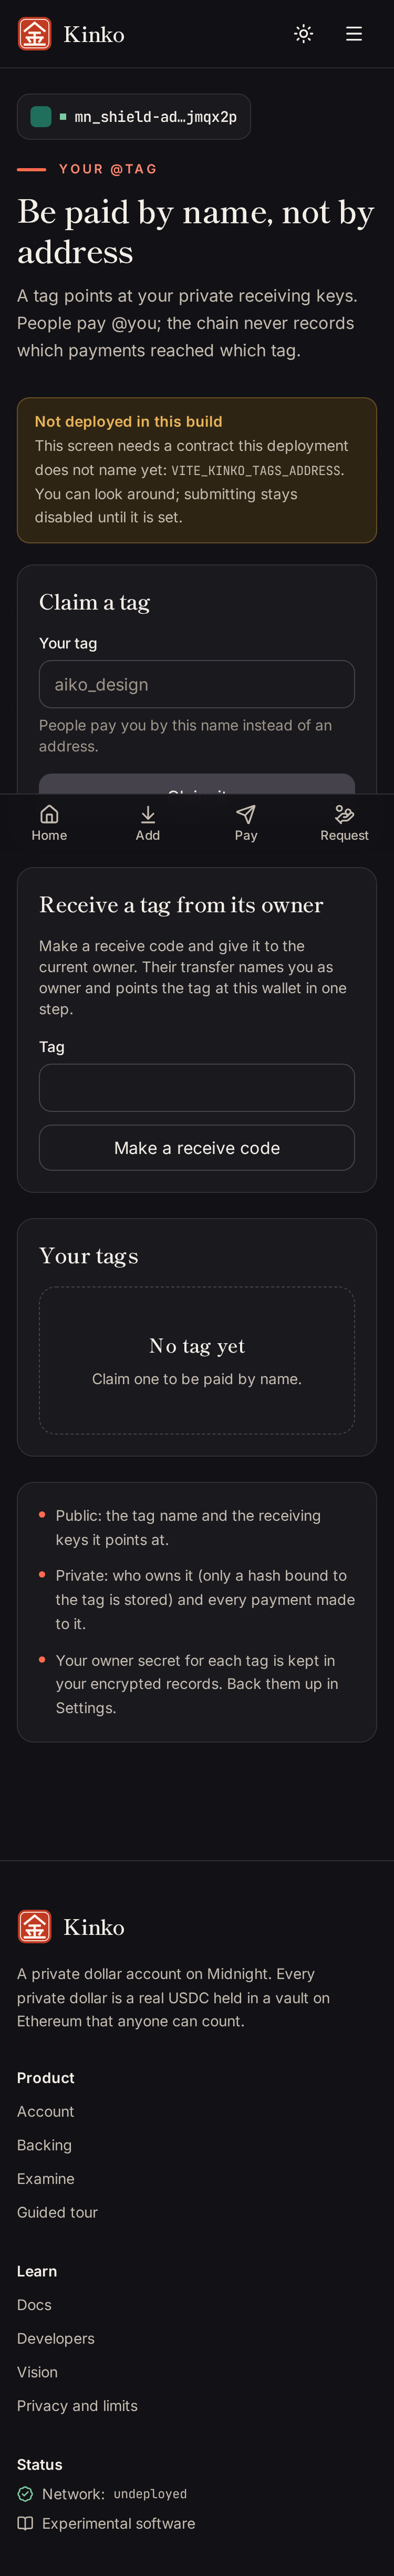 金 Kinko
mn_shield-ad…jmqx2p
YOUR @TAG
Be paid by name, not by
address
A tag points at your private receiving keys.
People pay @you; the chain never records
which payments reached which tag.
Not deployed in this build
This screen needs a contract this deployment
does not name yet: VITE_KINKO_TAGS_ADDRESS.
You can look around; submitting stays
disabled until it is set.
Claim a tag
Your tag
aiko_design
People pay you by this name instead of an
address.
Claim it
Home Add Pay Request
Receive a tag from its owner
Make a receive code and give it to the
current owner. Their transfer names you as
owner and points the tag at this wallet in one
step.
Tag
Make a receive code
Your tags
No tag yet
Claim one to be paid by name.
Public: the tag name and the receiving
keys it points at.
Private: who owns it (only a hash bound to
the tag is stored) and every payment made
to it.
Your owner secret for each tag is kept in
your encrypted records. Back them up in
Settings.
金 Kinko
A private dollar account on Midnight. Every
private dollar is a real USDC held in a vault on
Ethereum that anyone can count.
Product
Account
Backing
Examine
Guided tour
Learn
Docs
Developers
Vision
Privacy and limits
Status
Network: undeployed
Experimental software